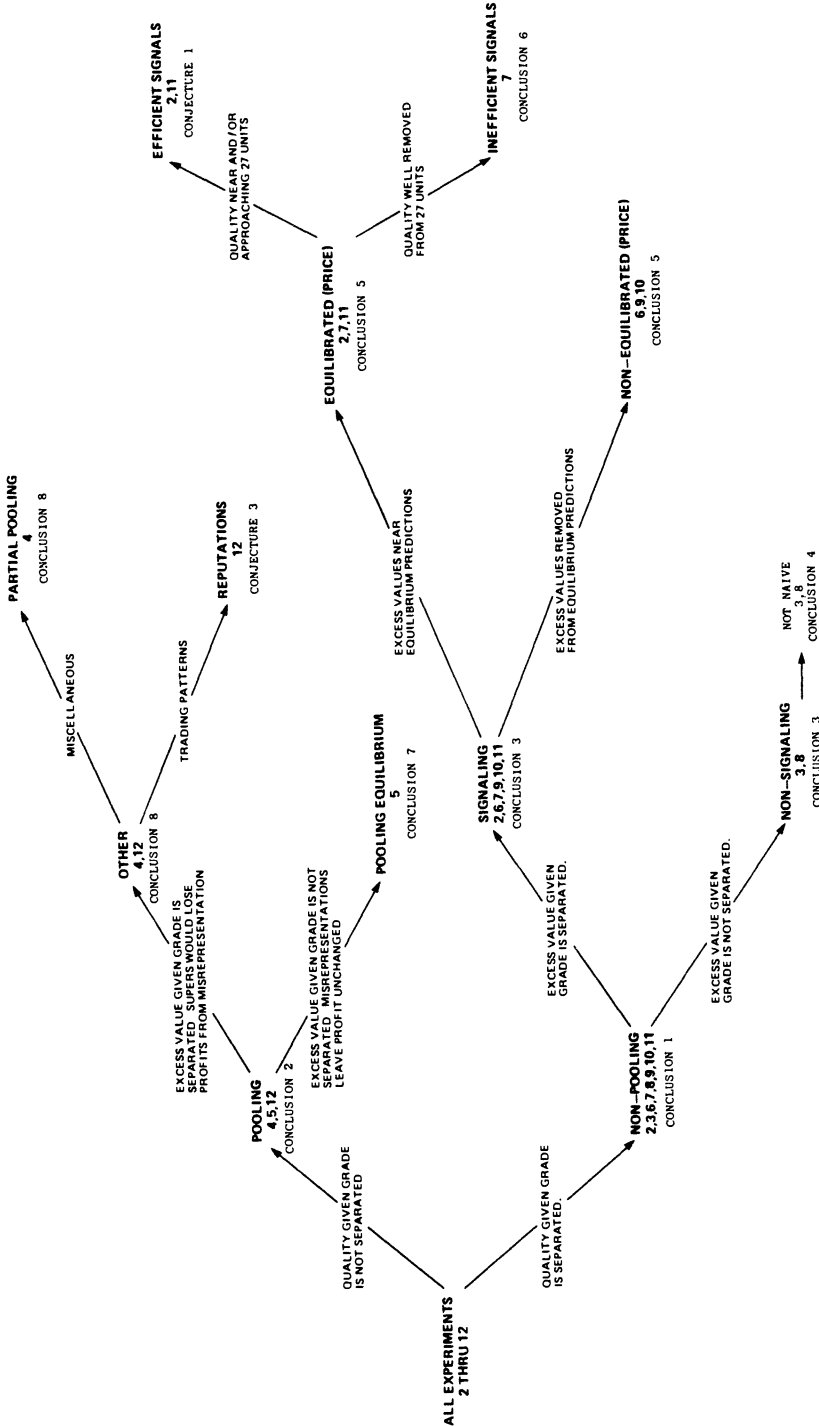 ALL EXPERIMENTS
2 THRU 12
QUALITY GIVEN GRADE
IS NOT SEPARATED
QUALITY GIVEN GRADE
IS SEPARATED.
POOLING
4,5,12
CONCLUSION 2
NON-POOLING
2,3,6,7,8,9,10,11
CONCLUSION 1
EXCESS VALUE GIVEN GRADE IS
SEPARATED SUPERS WOULD LOSE
PROFITS FROM MISREPRESENTATION
EXCESS VALUE GIVEN GRADE IS NOT
SEPARATED MISREPRESENTATIONS
LEAVE PROFIT UNCHANGED
EXCESS VALUE GIVEN
GRADE IS SEPARATED.
EXCESS VALUE GIVEN
GRADE IS NOT SEPARATED.
OTHER
4,12
CONCLUSION 8
POOLING EQUILIBRIUM
5
CONCLUSION 7
SIGNALING
2,6,7,9,10,11
CONCLUSION 3
NON-SIGNALING
3,8
CONCLUSION 3
MISCELLANEOUS
TRADING PATTERNS
EXCESS VALUES NEAR
EQUILIBRIUM PREDICTIONS
EXCESS VALUES REMOVED
FROM EQUILIBRIUM PREDICTIONS
NOT NAIVE
3,8
CONCLUSION 4
PARTIAL POOLING
4
CONCLUSION 8
REPUTATIONS
12
CONJECTURE 3
EQUILIBRATED (PRICE)
2,7,11
CONCLUSION 5
NON-EQUILIBRATED (PRICE)
6,9,10
CONCLUSION 5
QUALITY NEAR AND/OR
APPROACHING 27 UNITS
QUALITY WELL REMOVED
FROM 27 UNITS
EFFICIENT SIGNALS
2,11
CONJECTURE 1
INEFFICIENT SIGNALS
7
CONCLUSION 6